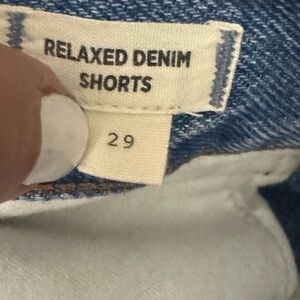 RELAXED DENIM
SHORTS
29